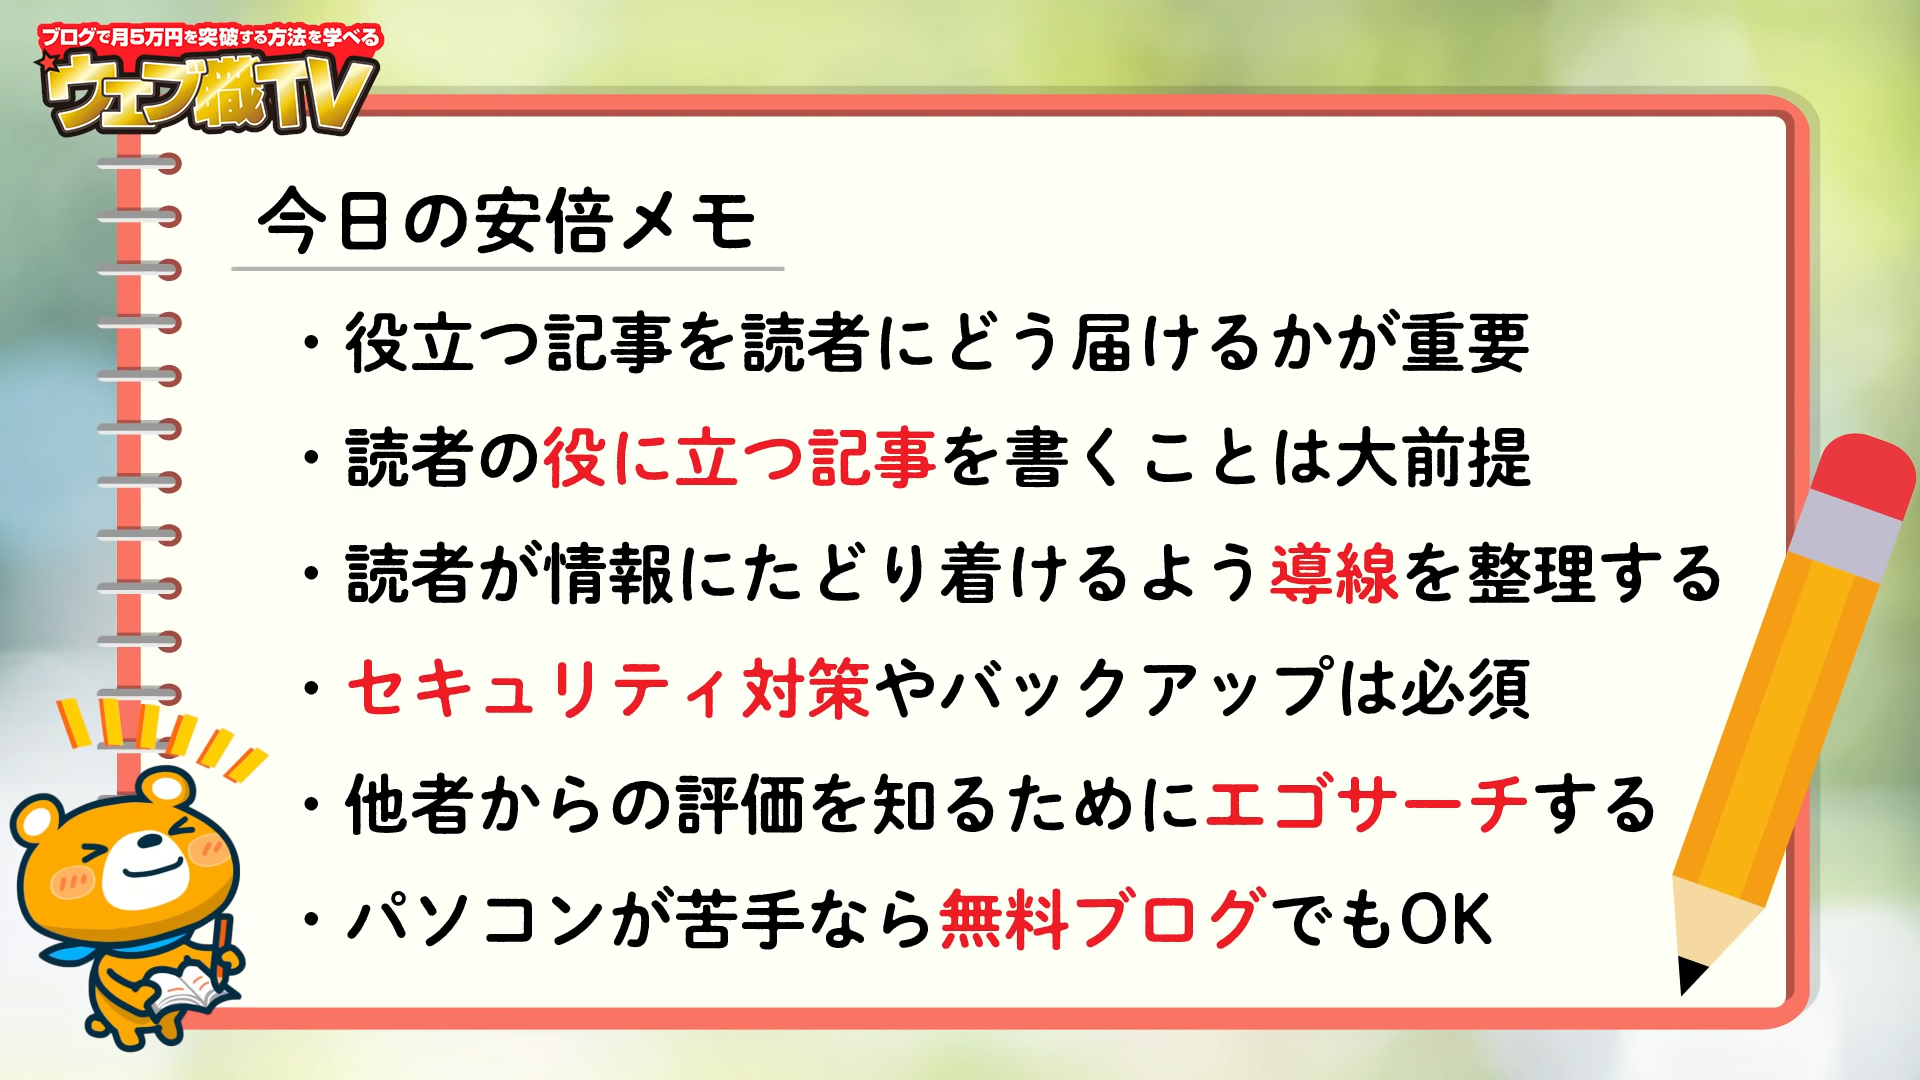 ブログで月5万円を突破する方法を学べる
ウェブ職TV
今日の安倍メモ
・役立つ記事を読者にどう届けるかが重要
・読者の役に立つ記事を書くことは大前提
・読者が情報にたどり着けるよう導線を整理する
・セキュリティ対策やバックアップは必須
・他者からの評価を知るためにエゴサーチする
・パソコンが苦手なら無料ブログでもOK